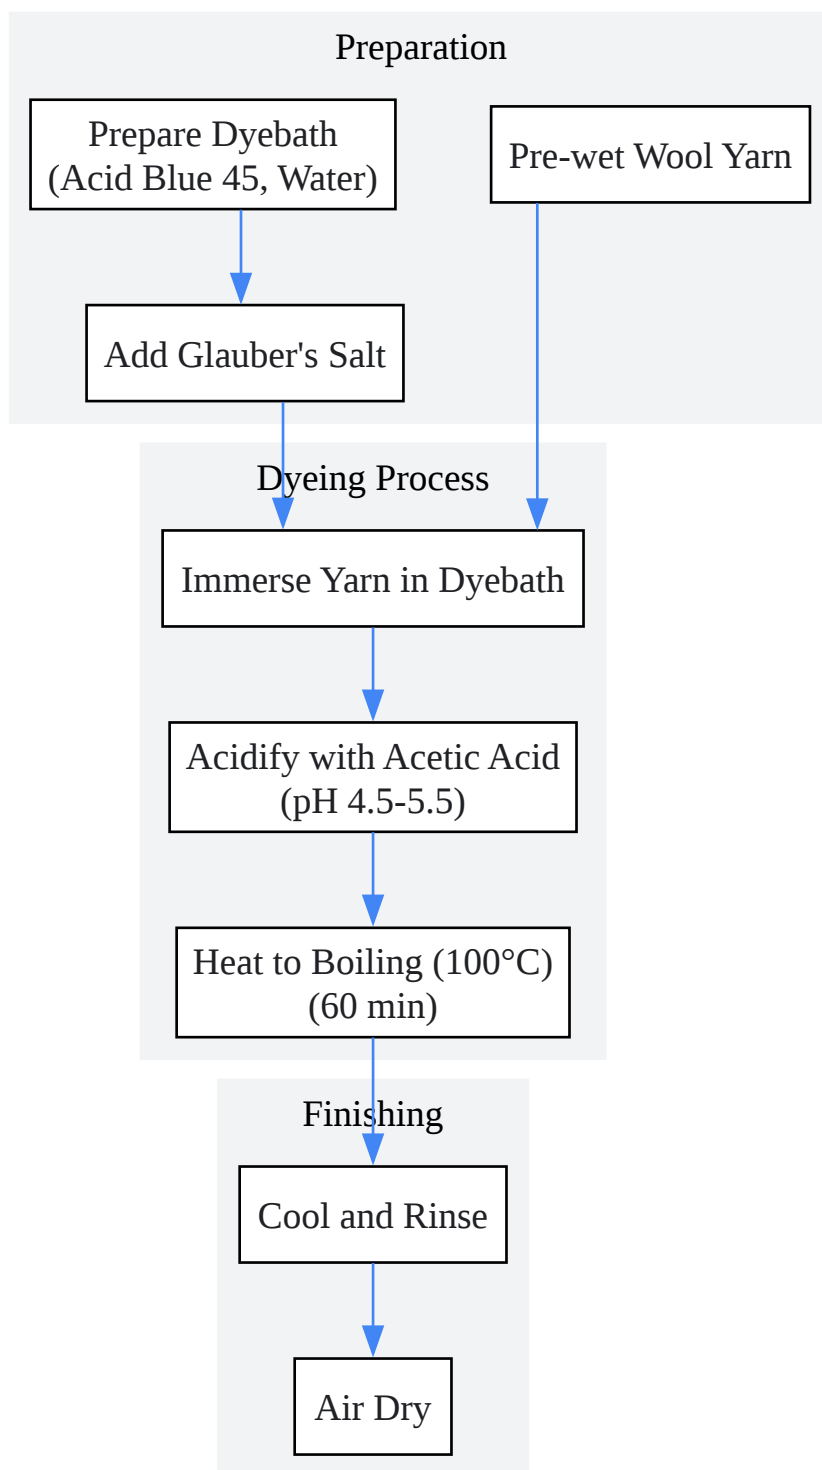 Preparation
Prepare Dyebath
(Acid Blue 45, Water)
Pre-wet Wool Yarn
Add Glauber's Salt
Dyeing Process
Immerse Yarn in Dyebath
Acidify with Acetic Acid
(pH 4.5-5.5)
Heat to Boiling (100°C)
(60 min)
Finishing
Cool and Rinse
Air Dry